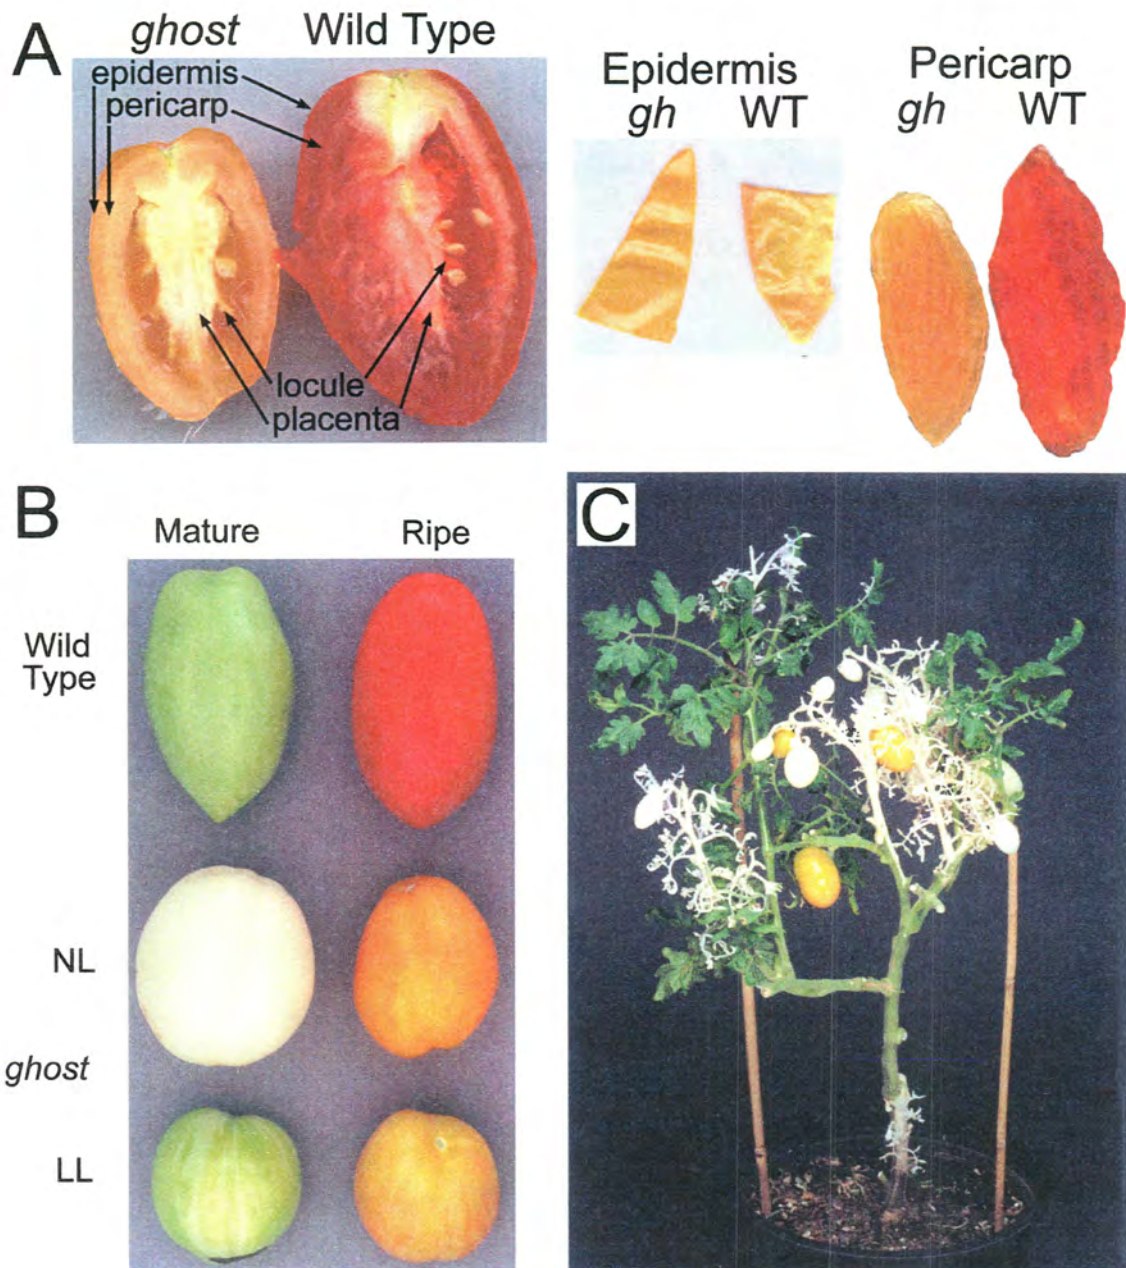 A
ghost Wild Type
epidermis
pericarp
locule
placenta
Epidermis
gh WT
Pericarp
gh WT
B
Mature Ripe
Wild
Type
NL
ghost
LL
C